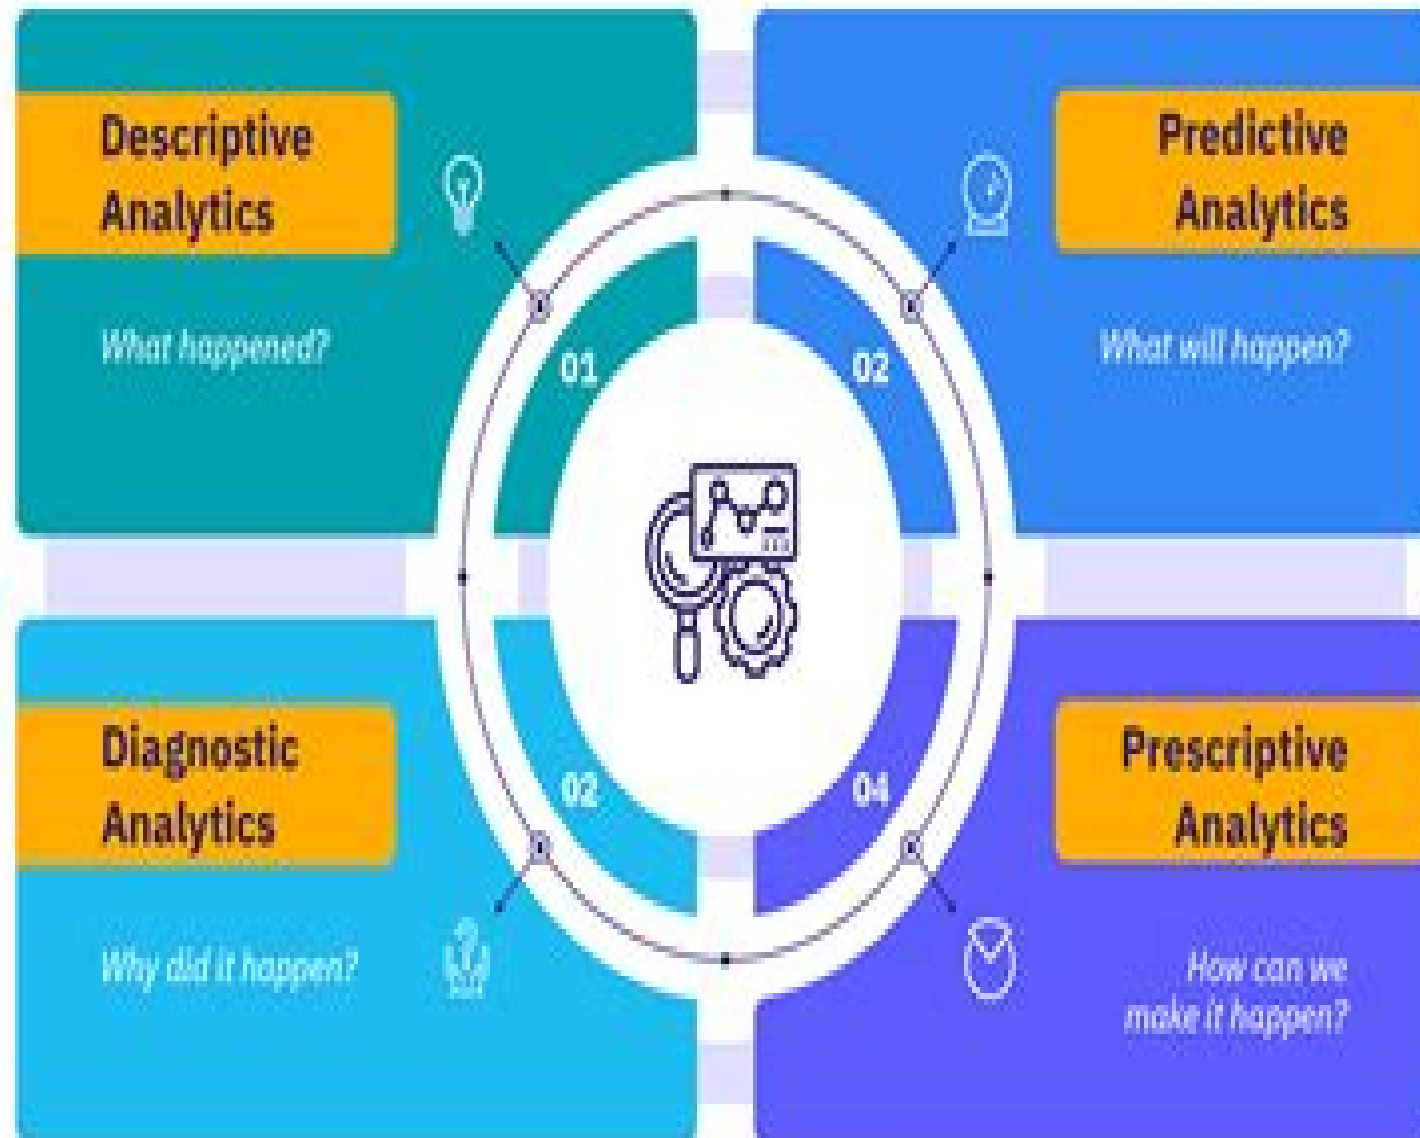 Descriptive
Analytics
What happened?
01
Predictive
Analytics
What will happen?
02
Diagnostic
Analytics
Why did it happen?
02
Prescriptive
Analytics
How can we
make it happen?
04